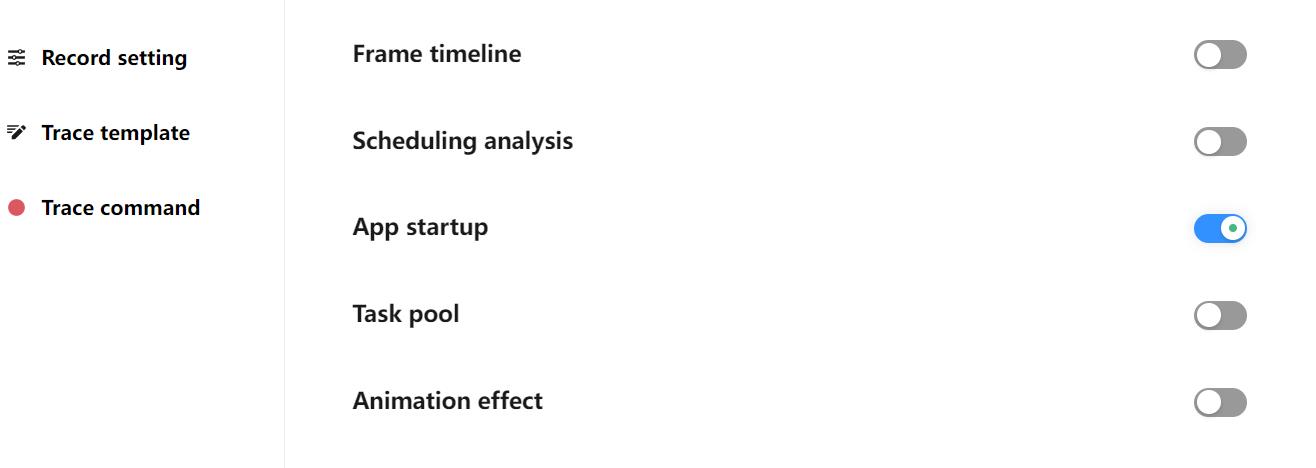 Record setting
Trace template
Trace command
Frame timeline
Scheduling analysis
App startup
Task pool
Animation effect